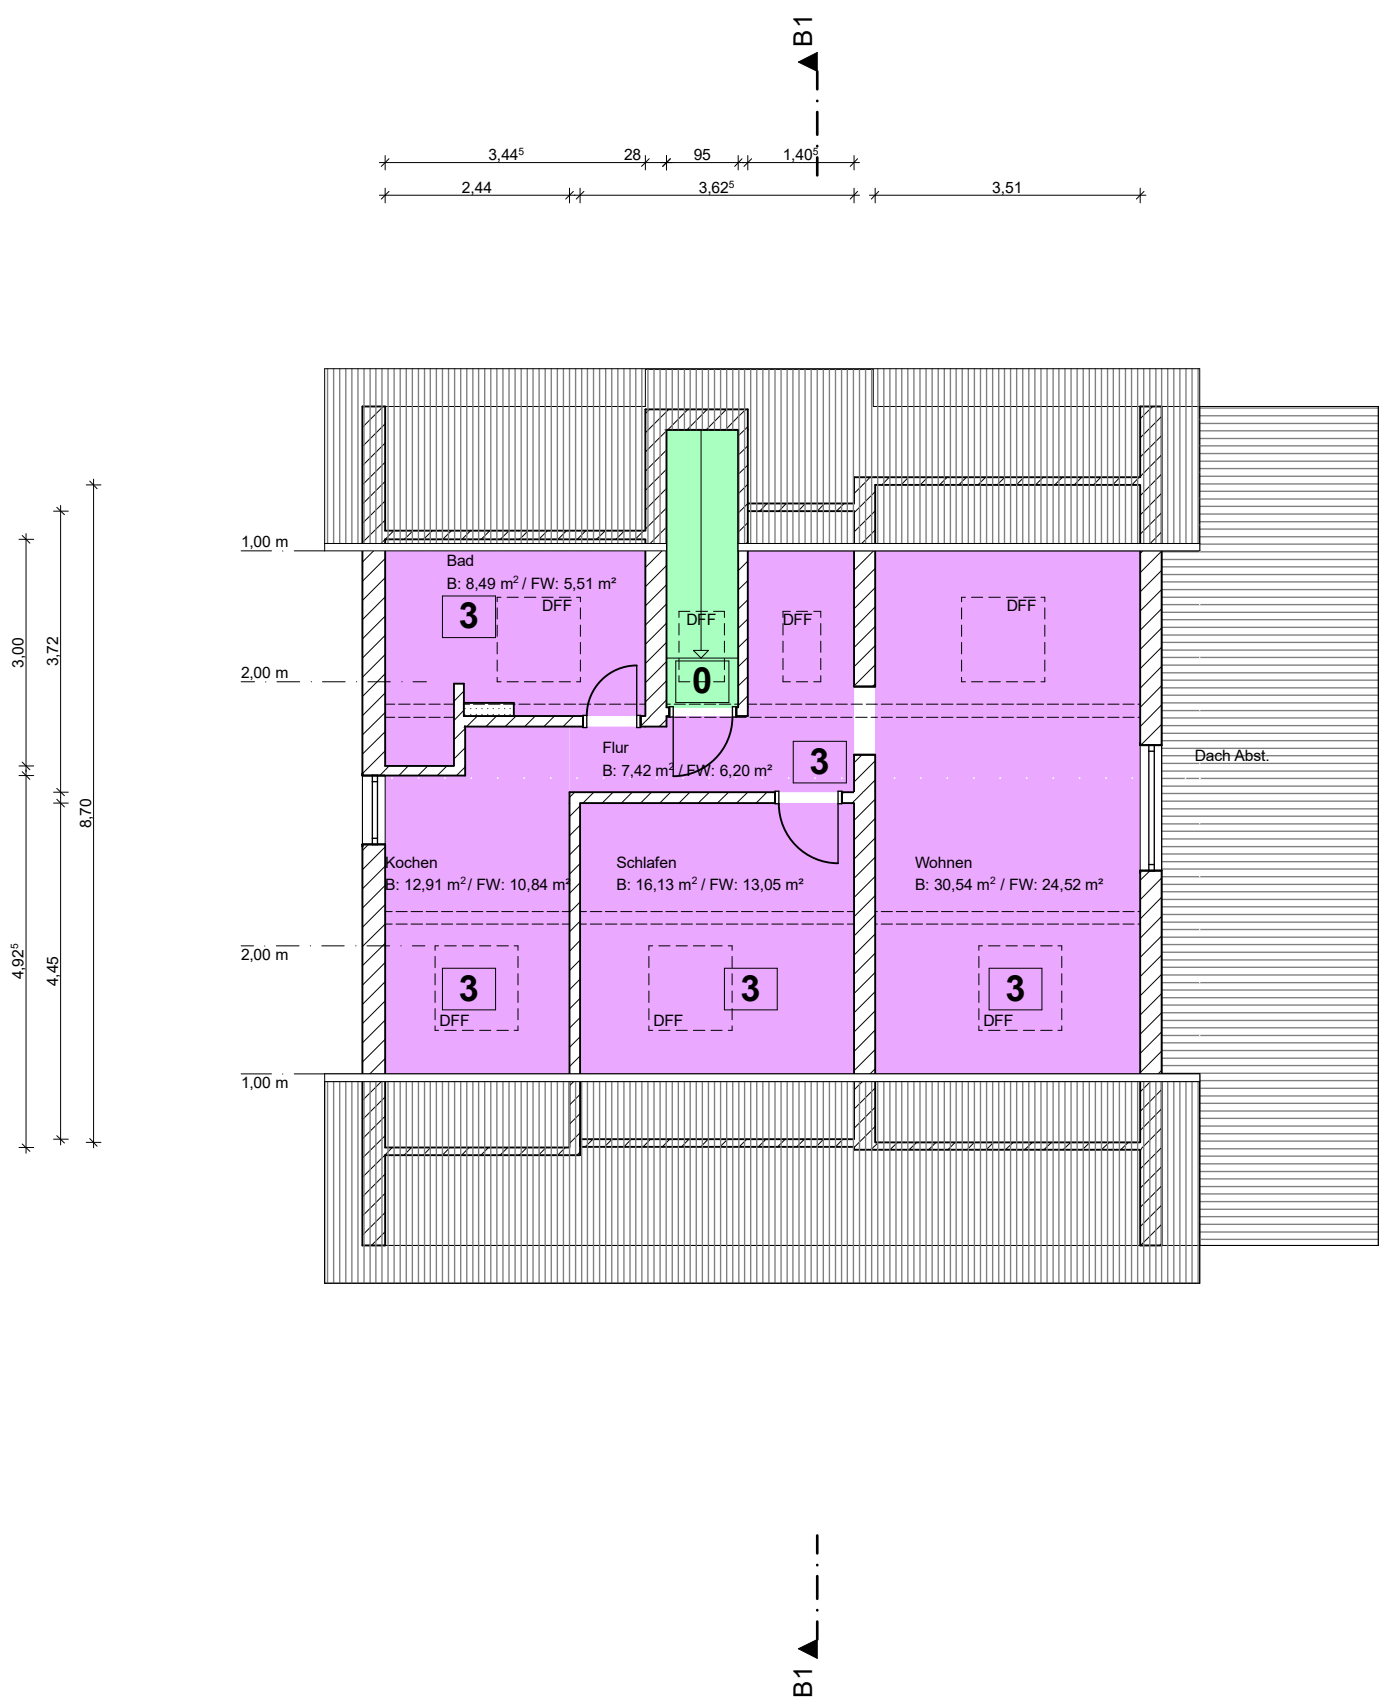 B1
3,44⁵ 28 95 1,40⁵
2,44 3,62⁵ 3,51
1,00 m
Bad
B: 8,49 m² / FW: 5,51 m²
DFF
3
DFF
DFF
DFF
3,00
3,72
2,00 m
0
Flur
B: 7,42 m² / FW: 6,20 m²
3
Dach Abst.
8,70
Kochen
B: 12,91 m² / FW: 10,84 m²
Schlafen
B: 16,13 m² / FW: 13,05 m²
Wohnen
B: 30,54 m² / FW: 24,52 m²
4,92⁵
4,45
2,00 m
3
DFF
3
DFF
3
DFF
1,00 m
B1